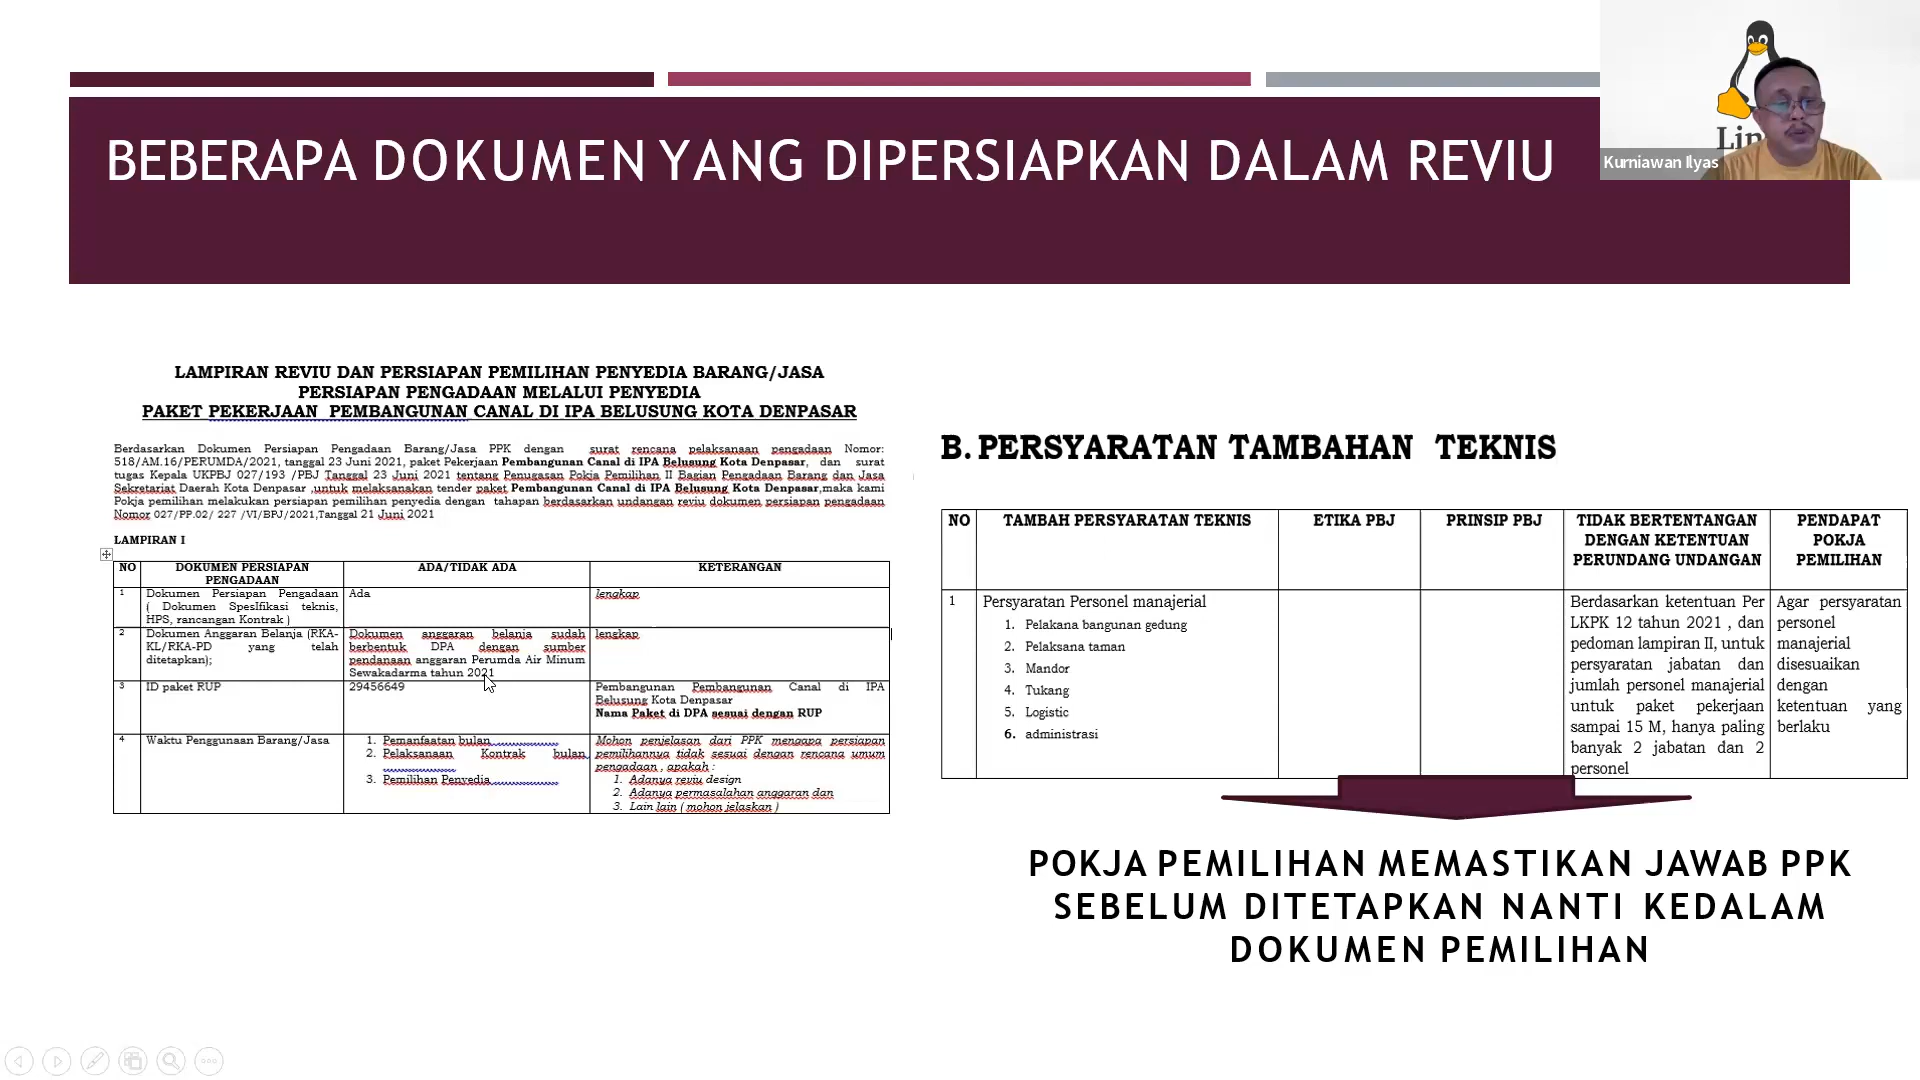 BEBERAPA DOKUMEN YANG DIPERSIAPKAN DALAM REVIU
Kurniawan Ilyas
LAMPIRAN REVIU DAN PERSIAPAN PEMILIHAN PENYEDIA BARANG/JASA
PERSIAPAN PENGADAAN MELALUI PENYEDIA
PAKET PEKERJAAN PEMBANGUNAN CANAL DI IPA BELUSUNG KOTA DENPASAR
Berdasarkan Dokumen Persiapan Pengadaan Barang/Jasa PPK dengan surat rencana pelaksanaan pengadaan Nomor:
518/AM.16/PERUMDA/2021, tanggal 23 Juni 2021, paket Pekerjaan Pembangunan Canal di IPA Belusung Kota Denpasar, dan surat
tugas Kepala UKPBJ 027/193 /PBJ Tanggal 23 Juni 2021 tentang Penugasan Pokja Pemilihan II Bagian Pengadaan Barang dan Jasa
Sekretariat Daerah Kota Denpasar ,untuk melaksanakan tender paket Pembangunan Canal di IPA Belusung Kota Denpasar,maka kami
Pokja pemilihan melakukan persiapan pemilihan penyedia dengan tahapan berdasarkan undangan reviu dokumen persiapan pengadaan
Nomor 027/PP.02/ 227 /VI/BPJ/2021,Tanggal 21 Juni 2021
LAMPIRAN I
NO DOKUMEN PERSIAPAN ADA/TIDAK ADA KETERANGAN
PENGADAAN
1 Dokumen Persiapan Pengadaan Ada lengkap
( Dokumen SpesIfikasi teknis,
HPS, rancangan Kontrak )
2 Dokumen Anggaran Belanja (RKA- Dokumen anggaran belanja sudah lengkap
KL/RKA-PD yang telah berbentuk DPA dengan sumber
ditetapkan); pendanaan anggaran Perumda Air Minum
Sewakadarma tahun 2021
3 ID paket RUP 29456649 Pembangunan Pembangunan Canal di IPA
Belusung Kota Denpasar
Nama Paket di DPA sesuai dengan RUP
4 Waktu Penggunaan Barang/Jasa 1. Pemanfaatan bulan.................. Mohon penjelasan dari PPK mengapa persiapan
2. Pelaksanaan Kontrak bulan pemilihannya tidak sesuai dengan rencana umum
.................... pengadaan , apakah :
3. Pemilihan Penyedia.................. 1. Adanya reviu design
2. Adanya permasalahan anggaran dan
3. Lain lain ( mohon jelaskan )
B. PERSYARATAN TAMBAHAN TEKNIS
NO TAMBAH PERSYARATAN TEKNIS ETIKA PBJ PRINSIP PBJ TIDAK BERTENTANGAN PENDAPAT
DENGAN KETENTUAN POKJA
PERUNDANG UNDANGAN PEMILIHAN
1 Persyaratan Personel manajerial Berdasarkan ketentuan Per Agar persyaratan
1. Pelakana bangunan gedung LKPK 12 tahun 2021 , dan personel
2. Pelaksana taman pedoman lampiran II, untuk manajerial
3. Mandor persyaratan jabatan dan disesuaikan
4. Tukang jumlah personel manajerial dengan
5. Logistic untuk paket pekerjaan ketentuan yang
6. administrasi sampai 15 M, hanya paling berlaku
banyak 2 jabatan dan 2
personel
POKJA PEMILIHAN MEMASTIKAN JAWAB PPK
SEBELUM DITETAPKAN NANTI KEDALAM
DOKUMEN PEMILIHAN